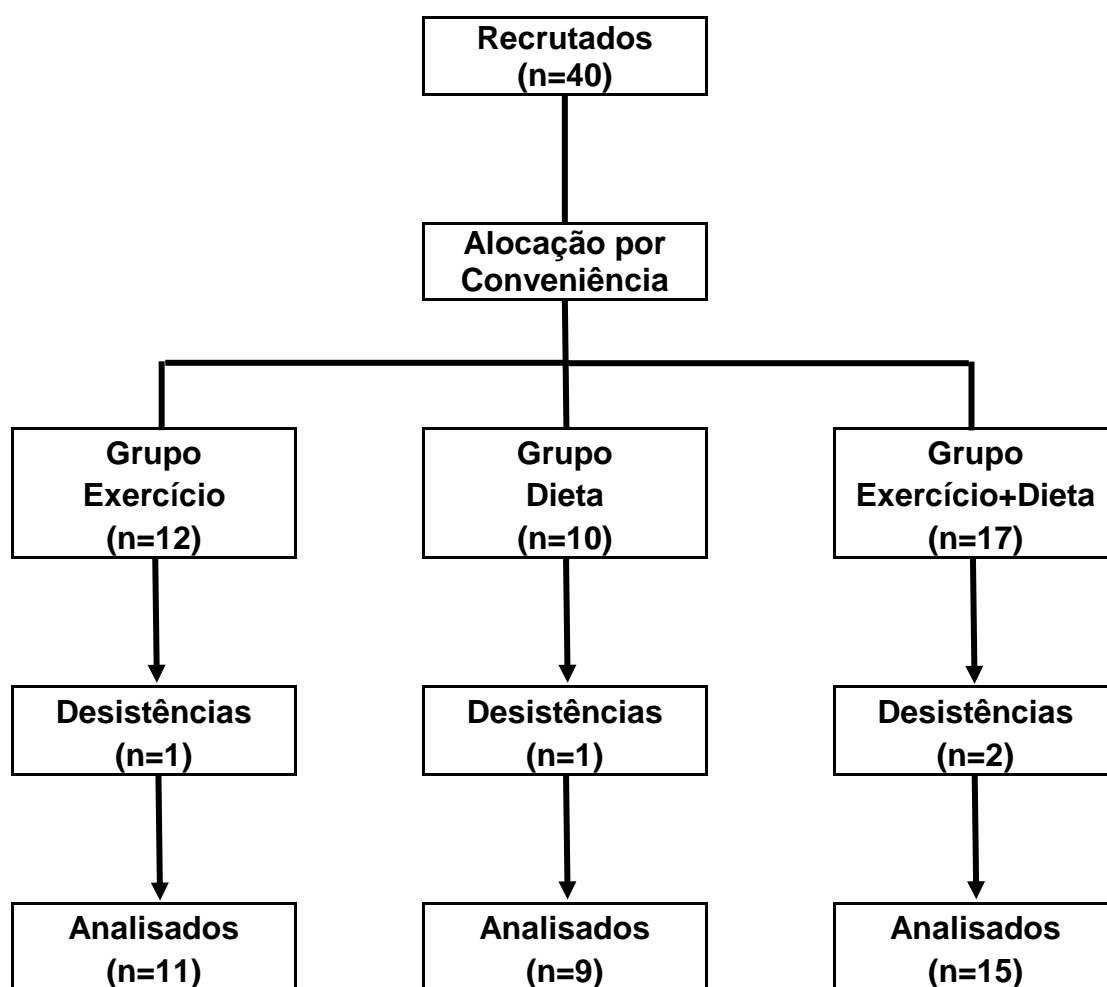 Recrutados
(n=40)
Alocação por
Conveniência
Grupo
Exercício
(n=12)
Grupo
Dieta
(n=10)
Grupo
Exercício+Dieta
(n=17)
Desistências
(n=1)
Desistências
(n=1)
Desistências
(n=2)
Analisados
(n=11)
Analisados
(n=9)
Analisados
(n=15)